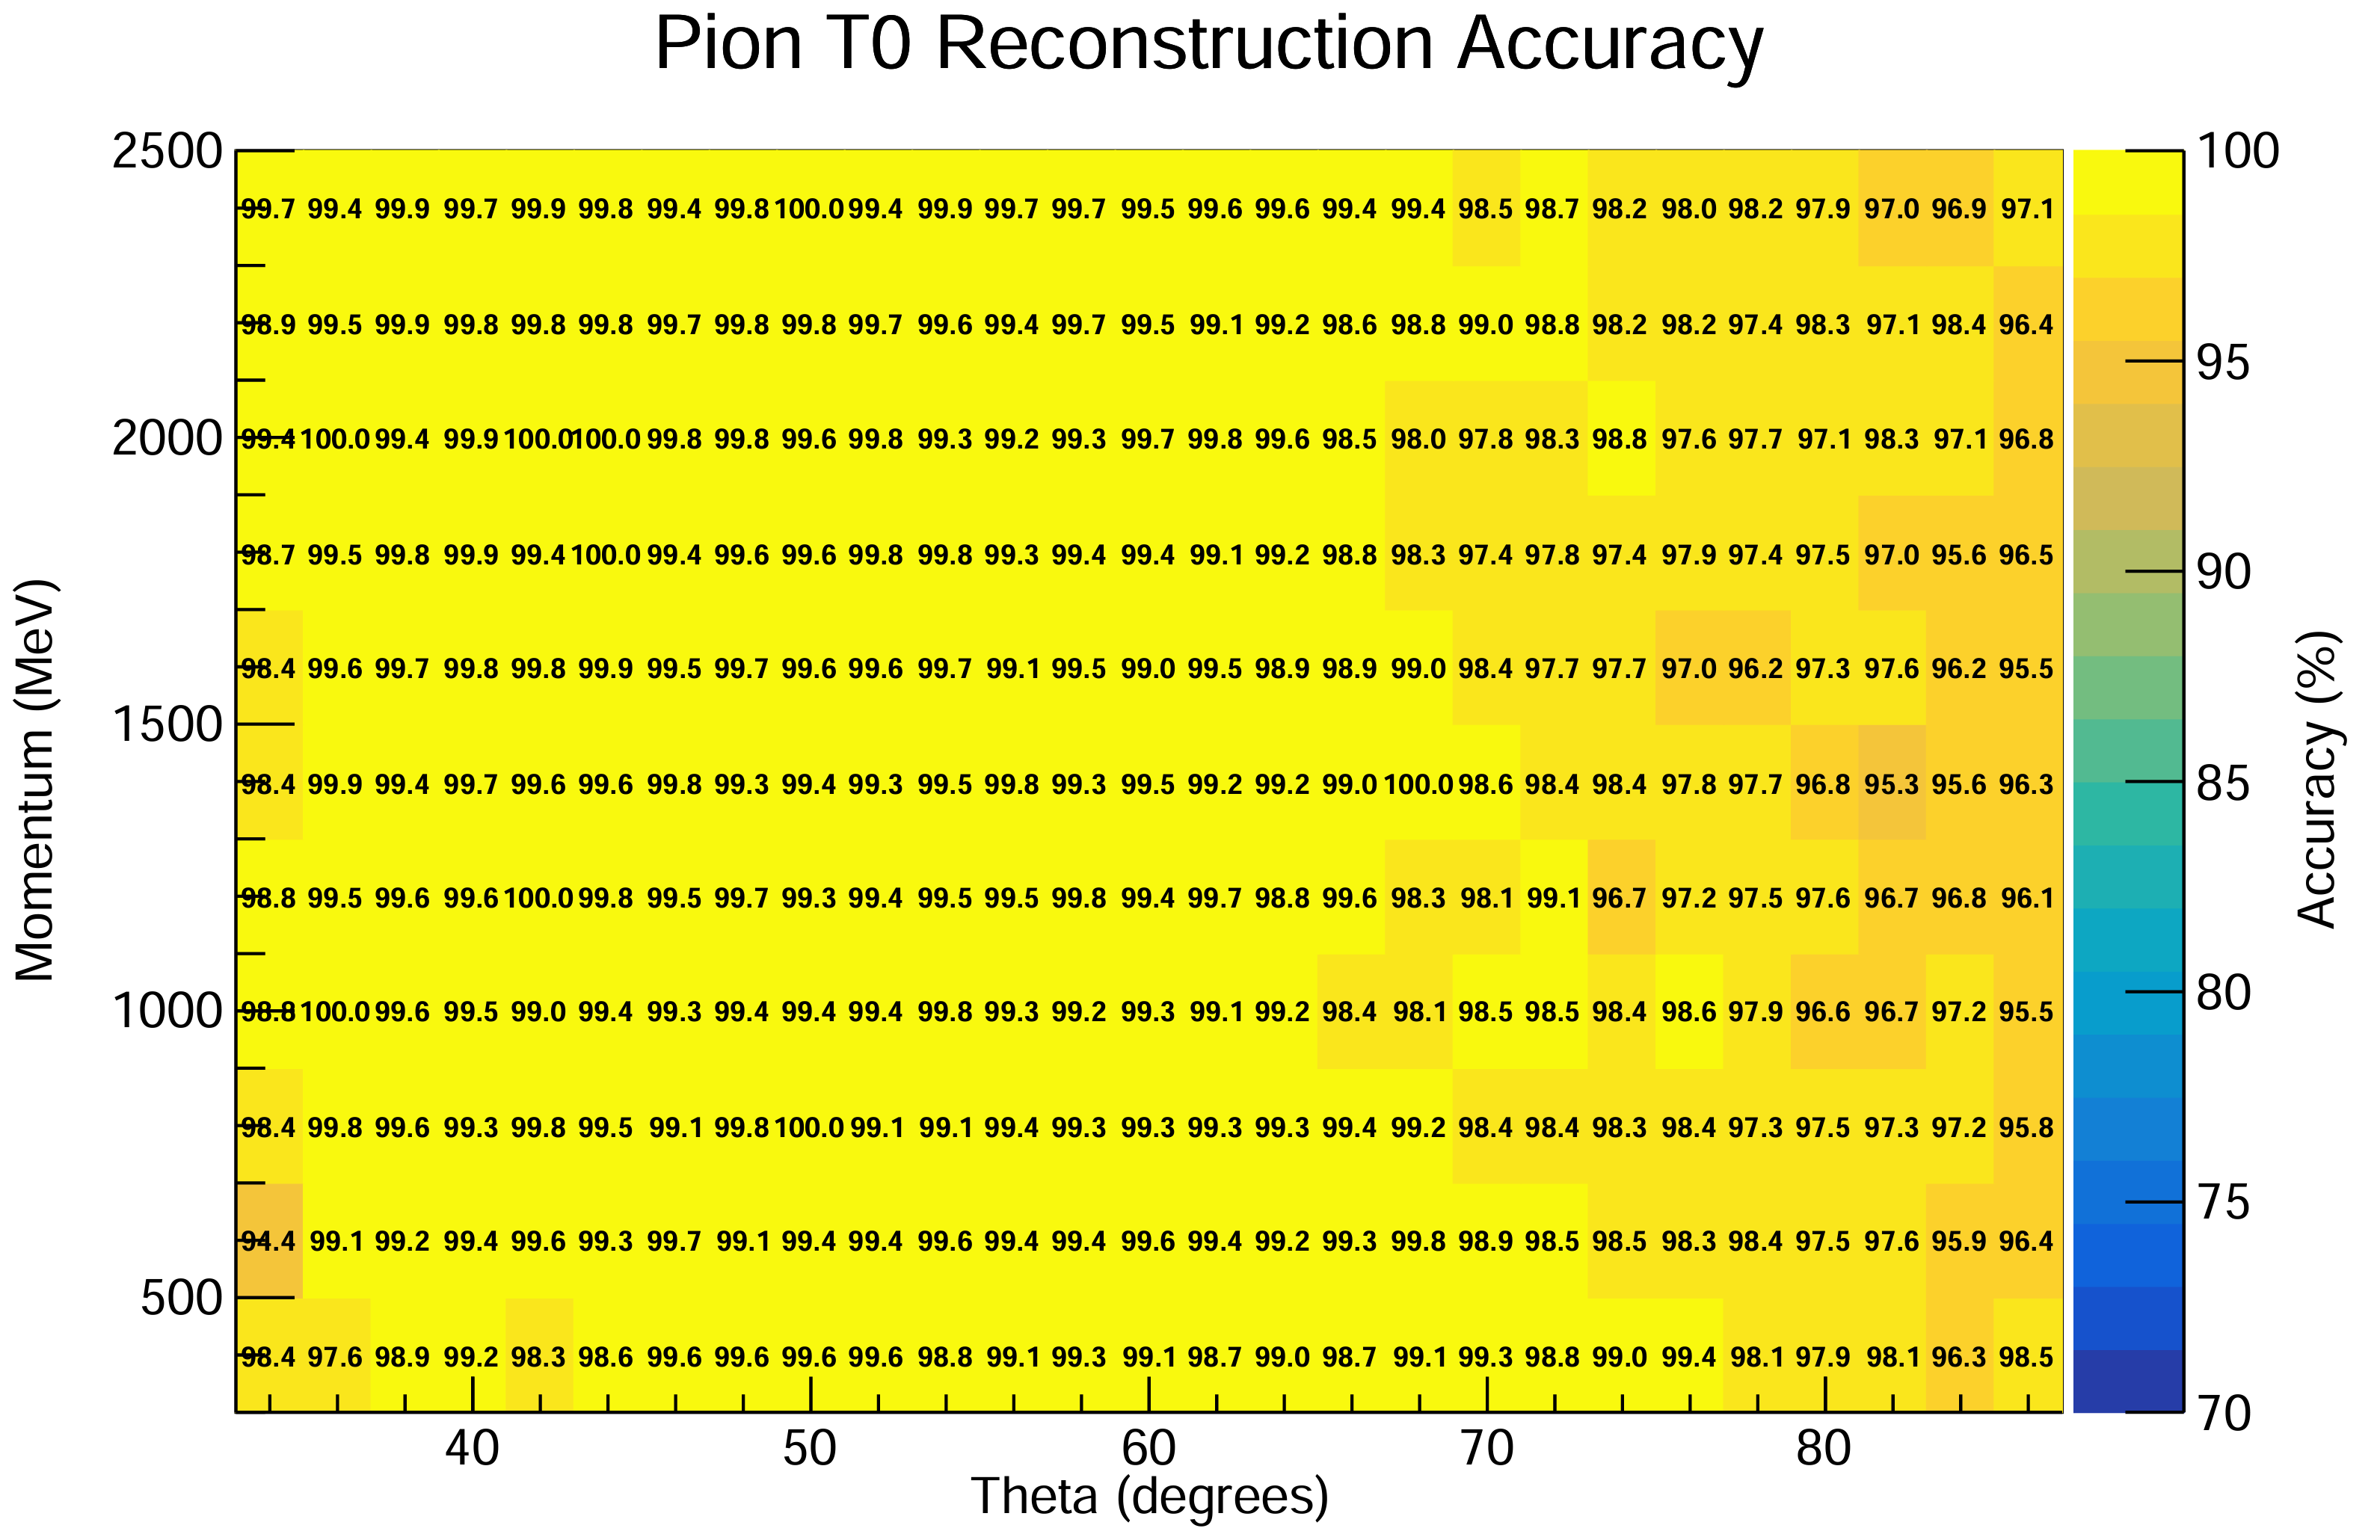 Pion T0 Reconstruction Accuracy
2500
99.7 99.4 99.9 99.7 99.9 99.8 99.4 99.8 100.0 99.4 99.9 99.7 99.7 99.5 99.6 99.6 99.4 99.4 98.5 98.7 98.2 98.0 98.2 97.9 97.0 96.9 97.1
98.9 99.5 99.9 99.8 99.8 99.8 99.7 99.8 99.8 99.7 99.6 99.4 99.7 99.5 99.1 99.2 98.6 98.8 99.0 98.8 98.2 98.2 97.4 98.3 97.1 98.4 96.4
2000
99.4 100.0 99.4 99.9 100.0 100.0 99.8 99.8 99.6 99.8 99.3 99.2 99.3 99.7 99.8 99.6 98.5 98.0 97.8 98.3 98.8 97.6 97.7 97.1 98.3 97.1 96.8
98.7 99.5 99.8 99.9 99.4 100.0 99.4 99.6 99.6 99.8 99.8 99.3 99.4 99.4 99.1 99.2 98.8 98.3 97.4 97.8 97.4 97.9 97.4 97.5 97.0 95.6 96.5
98.4 99.6 99.7 99.8 99.8 99.9 99.5 99.7 99.6 99.6 99.7 99.1 99.5 99.0 99.5 98.9 98.9 99.0 98.4 97.7 97.7 97.0 96.2 97.3 97.6 96.2 95.5
1500
98.4 99.9 99.4 99.7 99.6 99.6 99.8 99.3 99.4 99.3 99.5 99.8 99.3 99.5 99.2 99.2 99.0 100.0 98.6 98.4 98.4 97.8 97.7 96.8 95.3 95.6 96.3
98.8 99.5 99.6 99.6 100.0 99.8 99.5 99.7 99.3 99.4 99.5 99.5 99.8 99.4 99.7 98.8 99.6 98.3 98.1 99.1 96.7 97.2 97.5 97.6 96.7 96.8 96.1
1000
98.8 100.0 99.6 99.5 99.0 99.4 99.3 99.4 99.4 99.4 99.8 99.3 99.2 99.3 99.1 99.2 98.4 98.1 98.5 98.5 98.4 98.6 97.9 96.6 96.7 97.2 95.5
98.4 99.8 99.6 99.3 99.8 99.5 99.1 99.8 100.0 99.1 99.1 99.4 99.3 99.3 99.3 99.3 99.4 99.2 98.4 98.4 98.3 98.4 97.3 97.5 97.3 97.2 95.8
94.4 99.1 99.2 99.4 99.6 99.3 99.7 99.1 99.4 99.4 99.6 99.4 99.4 99.6 99.4 99.2 99.3 99.8 98.9 98.5 98.5 98.3 98.4 97.5 97.6 95.9 96.4
500
98.4 97.6 98.9 99.2 98.3 98.6 99.6 99.6 99.6 99.6 98.8 99.1 99.3 99.1 98.7 99.0 98.7 99.1 99.3 98.8 99.0 99.4 98.1 97.9 98.1 96.3 98.5
40 50 60 70 80
Theta (degrees)
Momentum (MeV)
100
95
90
85
80
75
70
Accuracy (%)